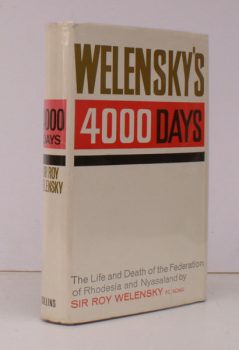 WELENSKY'S
4000 DAYS
The Life and Death of the Federation
of Rhodesia and Nyasaland by
SIR ROY WELENSKY P.C. KCMG
4000
DAYS
SIR ROY
WELENSKY
COLLINS